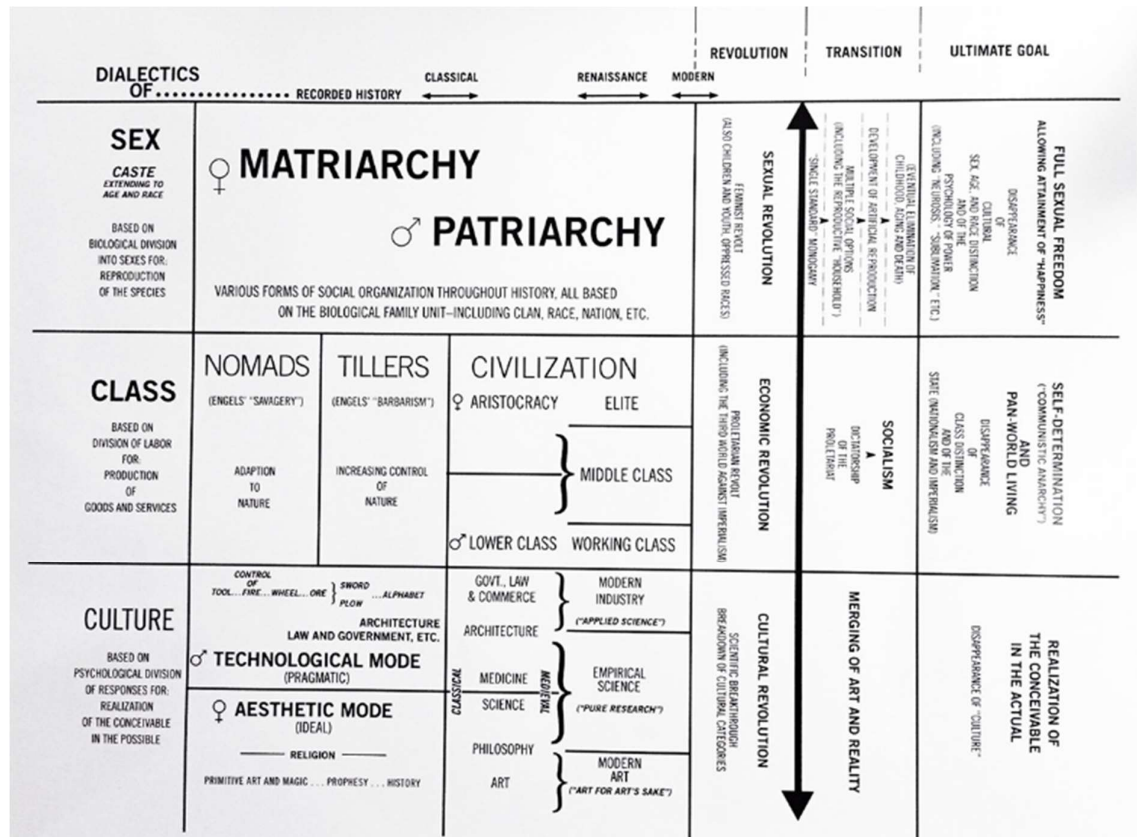 REVOLUTION
TRANSITION
ULTIMATE GOAL
DIALECTICS
OF.................... RECORDED HISTORY
CLASSICAL
RENAISSANCE
MODERN
SEX
CASTE
EXTENDING TO
AGE AND RACE
BASED ON
BIOLOGICAL DIVISION
INTO SEXES FOR:
REPRODUCTION
OF THE SPECIES
♀ MATRIARCHY
♂ PATRIARCHY
VARIOUS FORMS OF SOCIAL ORGANIZATION THROUGHOUT HISTORY, ALL BASED
ON THE BIOLOGICAL FAMILY UNIT—INCLUDING CLAN, RACE, NATION, ETC.
SEXUAL REVOLUTION
FEMINIST REVOLT
(ALSO CHILDREN AND YOUTH, OPPRESSED RACES)
(EVENTUAL ELIMINATION OF
CHILDHOOD, AGING AND DEATH)
DEVELOPMENT OF ARTIFICIAL REPRODUCTION
MULTIPLE SOCIAL OPTIONS
(INCLUDING THE REPRODUCTIVE "HOUSEHOLD")
"SINGLE STANDARD" MONOGAMY
FULL SEXUAL FREEDOM
ALLOWING ATTAINMENT OF "HAPPINESS"
DISAPPEARANCE
OF
CULTURAL
SEX, AGE, AND RACE DISTINCTION
AND OF THE
PSYCHOLOGY OF POWER
(INCLUDING "NEUROSIS," "SUBLIMATION," ETC.)
CLASS
BASED ON
DIVISION OF LABOR
FOR:
PRODUCTION
OF
GOODS AND SERVICES
NOMADS
(ENGELS' "SAVAGERY")
ADAPTION
TO
NATURE
TILLERS
(ENGELS' "BARBARISM")
INCREASING CONTROL
OF
NATURE
CIVILIZATION
♀ ARISTOCRACY
ELITE
MIDDLE CLASS
♂ LOWER CLASS
WORKING CLASS
ECONOMIC REVOLUTION
PROLETARIAN REVOLT
(INCLUDING THE THIRD WORLD AGAINST IMPERIALISM)
SOCIALISM
DICTATORSHIP
OF THE
PROLETARIAT
SELF-DETERMINATION
("COMMUNISTIC ANARCHY")
AND
PAN-WORLD LIVING
DISAPPEARANCE
OF
CLASS DISTINCTION
AND OF THE
STATE (NATIONALISM AND IMPERIALISM)
CULTURE
BASED ON
PSYCHOLOGICAL DIVISION
OF RESPONSES FOR:
REALIZATION
OF THE CONCEIVABLE
IN THE POSSIBLE
CONTROL
OF
TOOL...FIRE...WHEEL...ORE } SWORD PLOW ...ALPHABET
ARCHITECTURE
LAW AND GOVERNMENT, ETC.
♂ TECHNOLOGICAL MODE
(PRAGMATIC)
♀ AESTHETIC MODE
(IDEAL)
RELIGION
PRIMITIVE ART AND MAGIC . . . PROPHESY . . . HISTORY
GOVT., LAW
& COMMERCE
ARCHITECTURE
MEDICINE
SCIENCE
PHILOSOPHY
ART
CLASSICAL
MEDIEVAL
MODERN
INDUSTRY
("APPLIED SCIENCE")
EMPIRICAL
SCIENCE
("PURE RESEARCH")
MODERN
ART
("ART FOR ART'S SAKE")
CULTURAL REVOLUTION
SCIENTIFIC BREAKTHROUGH
BREAKDOWN OF CULTURAL CATEGORIES
MERGING OF ART AND REALITY
REALIZATION OF
THE CONCEIVABLE
IN THE ACTUAL
DISAPPEARANCE OF "CULTURE"